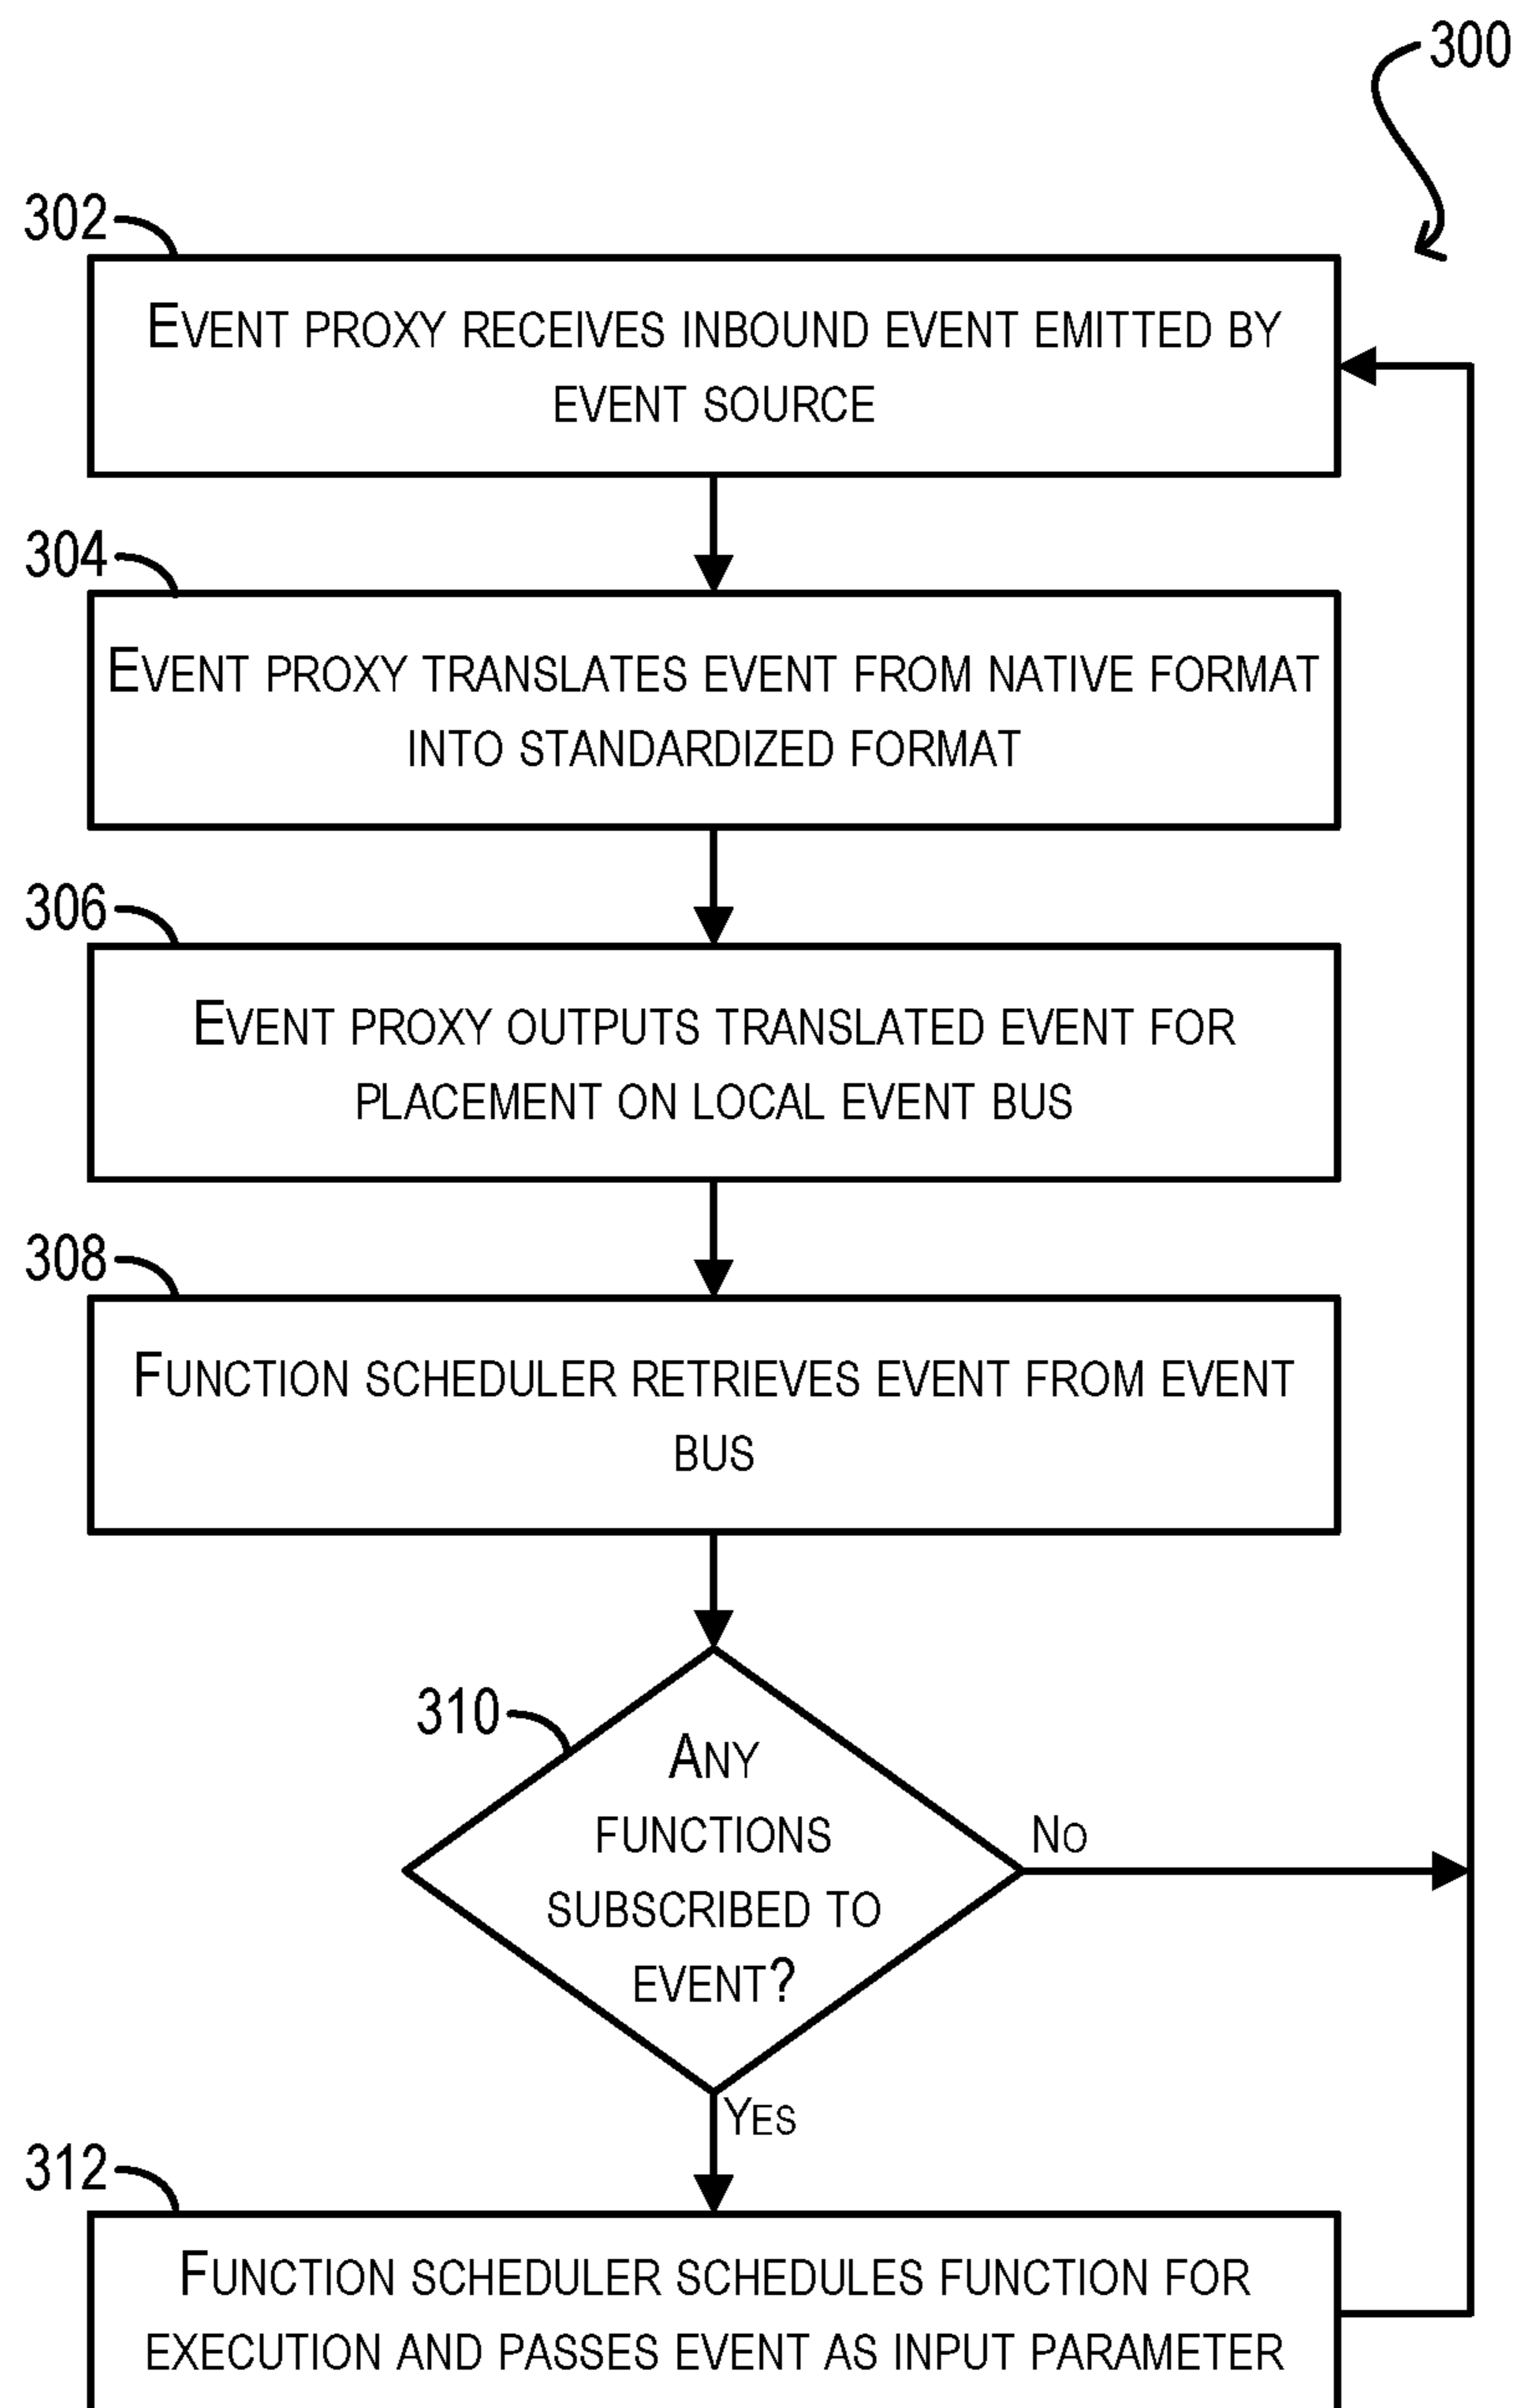 300
302
Event proxy receives inbound event emitted by
event source
304
Event proxy translates event from native format
into standardized format
306
Event proxy outputs translated event for
placement on local event bus
308
Function scheduler retrieves event from event
bus
310
Any
functions
subscribed to
event?
No
Yes
312
Function scheduler schedules function for
execution and passes event as input parameter